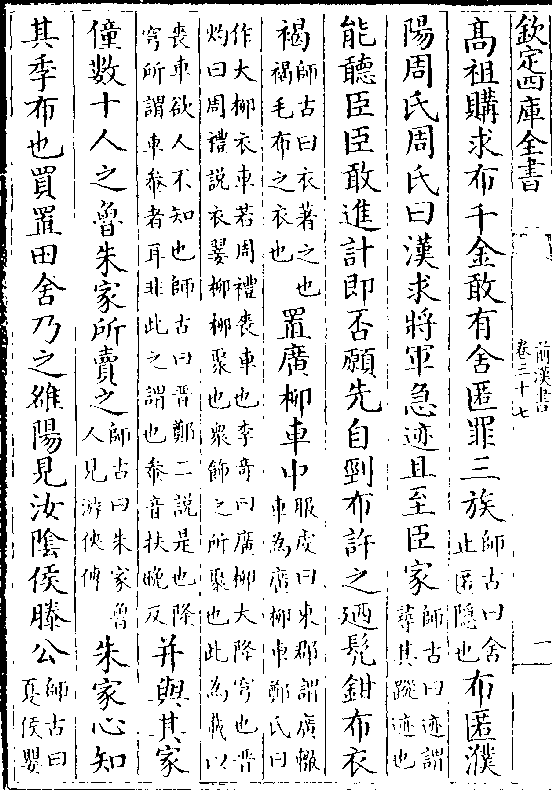 欽定四庫全書
前漢書
卷三十七
二
髙祖購求布千金敢有舍匿罪三族師古曰舍止匿隱也布匿濮
陽周氏周氏曰漢求將軍急迹且至臣家師古曰迹謂尋其蹤迹也
能聽臣臣敢進計即否願先自剄布許之廼髠鉗布衣
褐師古曰衣著之也褐毛布之衣也置廣柳車中服虔曰東郡謂廣轍車為廣柳車鄭氏曰
作大柳衣車若周禮喪車也李奇曰廣柳大隆穹也晉灼曰周禮説衣翣柳柳聚也衆飾之所聚也此為載以
喪車欲人不知也師古曰晉鄭二説是也隆穹所謂車軬者耳非此之謂也軬音扶晚反并與其家
僮數十人之魯朱家所賣之師古曰朱家魯人見游俠傳朱家心知
其季布也買置田舍乃之雒陽見汝隂侯滕公師古曰夏侯嬰